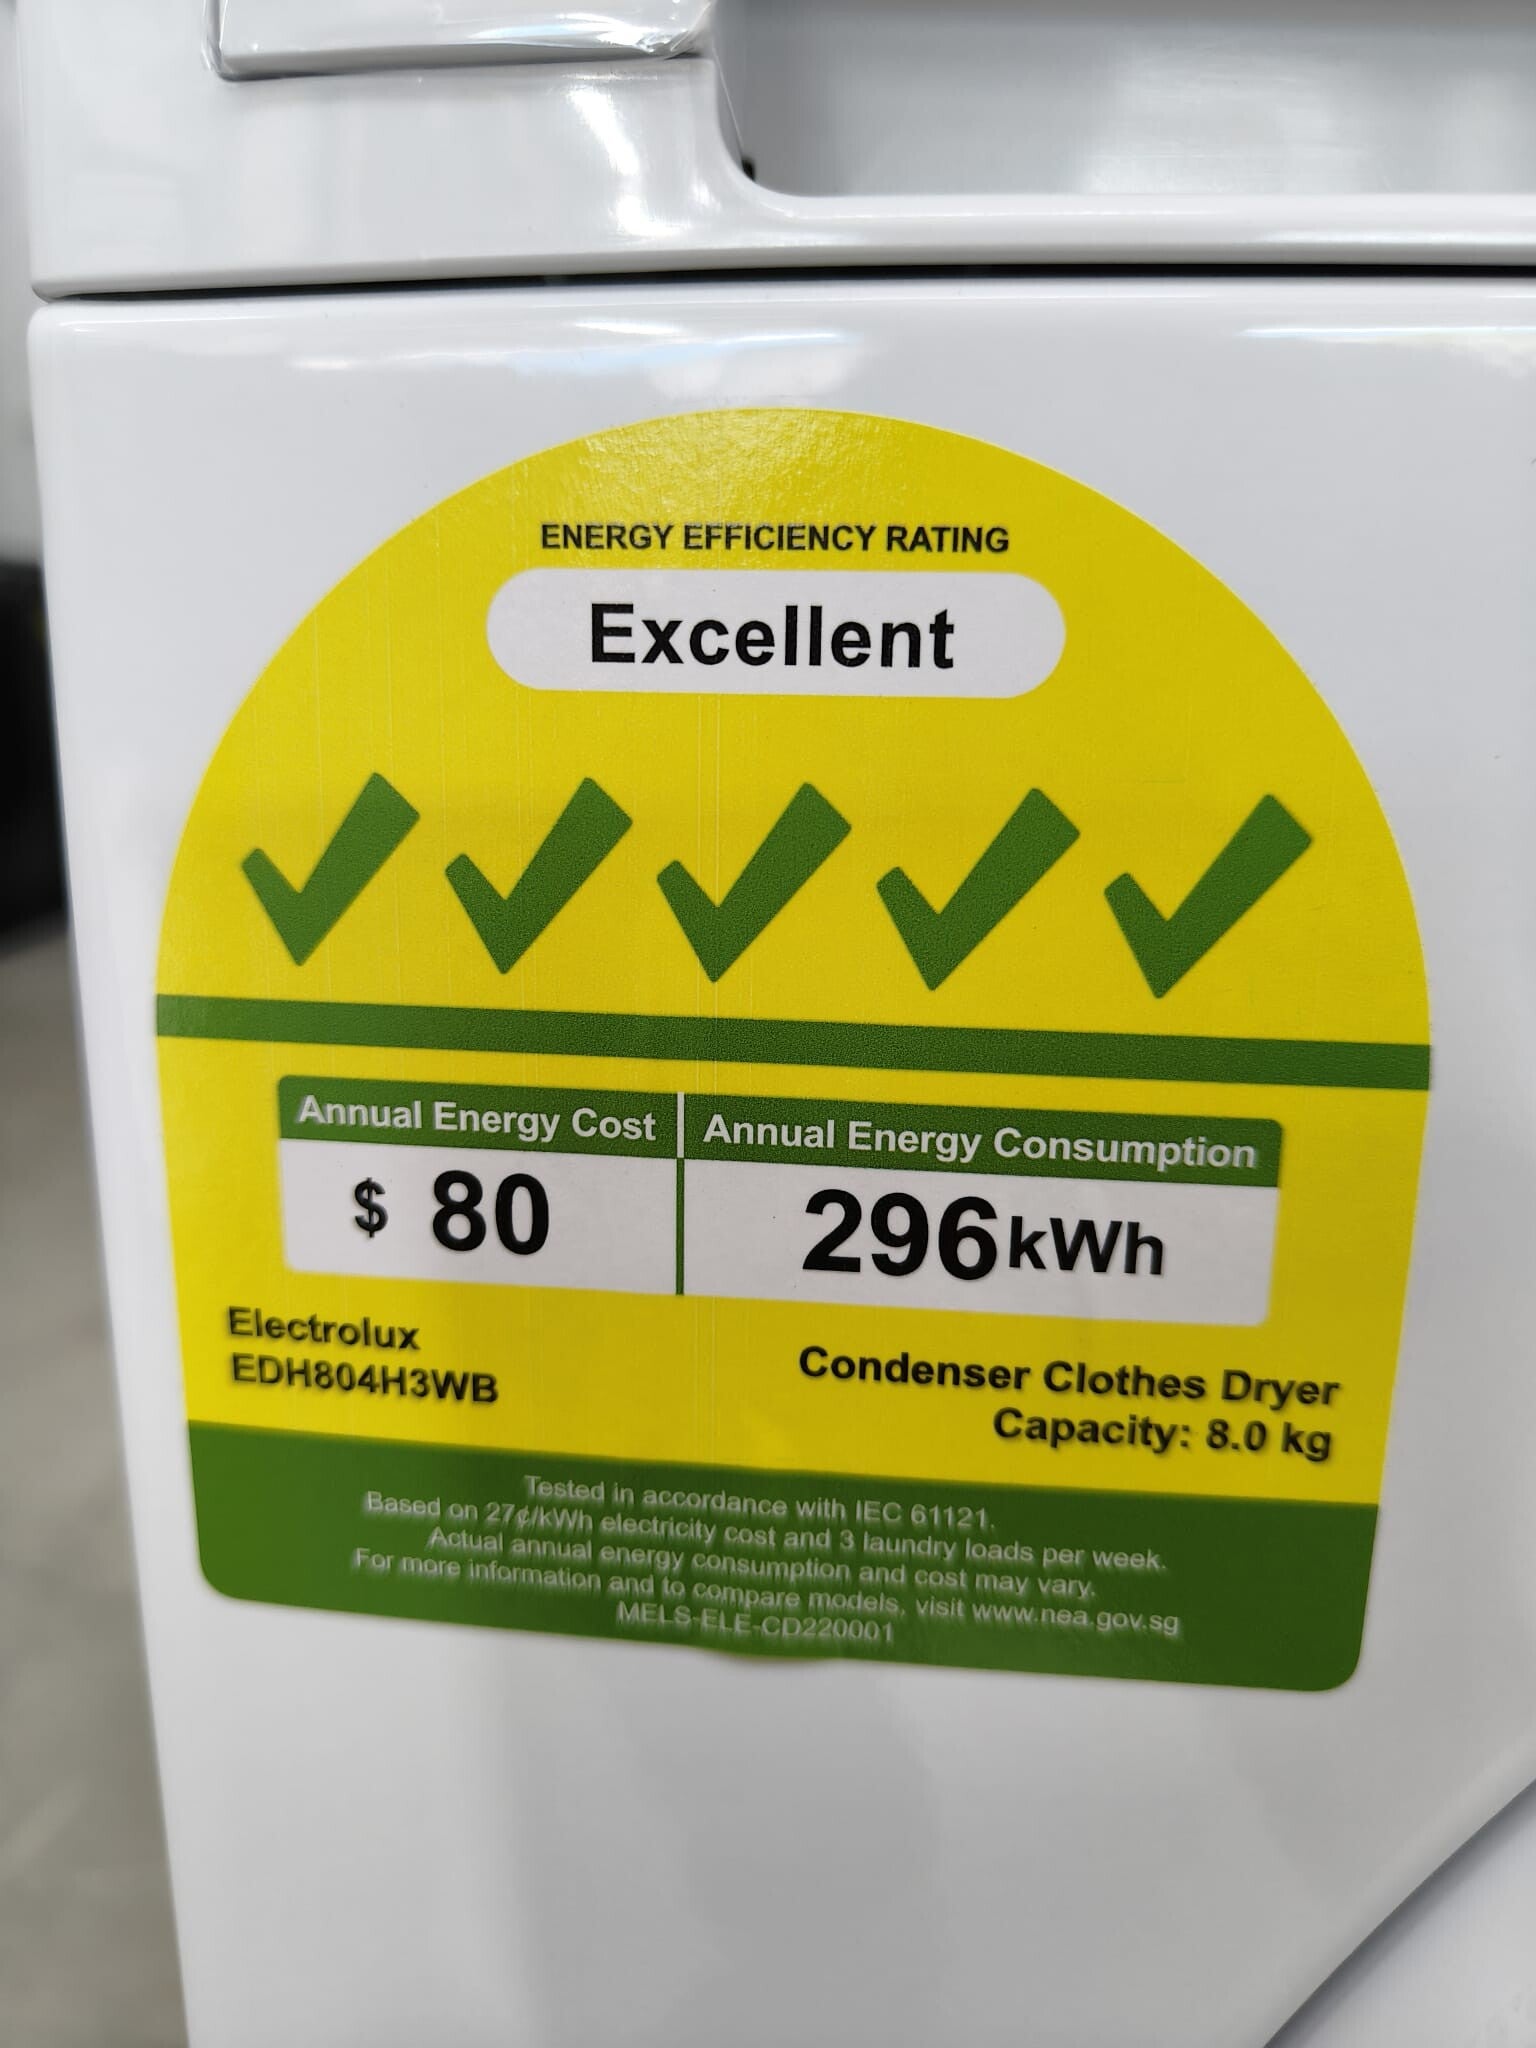 ENERGY EFFICIENCY RATING
Excellent
Annual Energy Cost
$ 80
Annual Energy Consumption
296kWh
Electrolux
EDH804H3WB
Condenser Clothes Dryer
Capacity: 8.0 kg
Tested in accordance with IEC 61121.
Based on 27¢/kWh electricity cost and 3 laundry loads per week.
Actual annual energy consumption and cost may vary.
For more information and to compare models, visit www.nea.gov.sg
MELS-ELE-CD220001